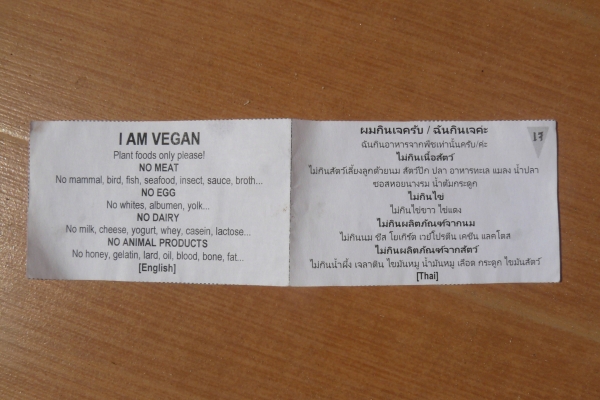 I AM VEGAN
Plant foods only please!
NO MEAT
No mammal, bird, fish, seafood, insect, sauce, broth...
NO EGG
No whites, albumen, yolk...
NO DAIRY
No milk, cheese, yogurt, whey, casein, lactose...
NO ANIMAL PRODUCTS
No honey, gelatin, lard, oil, blood, bone, fat...
[English]
ผมกินเจครับ / ฉันกินเจค่ะ
ฉันกินอาหารจากพืชเท่านั้นครับ/ค่ะ
ไม่กินเนื้อสัตว์
ไม่กินสัตว์เลี้ยงลูกด้วยนม สัตว์ปีก ปลา อาหารทะเล แมลง น้ำปลา
ซอสหอยนางรม น้ำต้มกระดูก
ไม่กินไข่
ไม่กินไข่ขาว ไข่แดง
ไม่กินผลิตภัณฑ์จากนม
ไม่กินนม ชีส โยเกิร์ต เวย์โปรตีน เคซีน แลคโตส
ไม่กินผลิตภัณฑ์จากสัตว์
ไม่กินน้ำผึ้ง เจลาติน ไขมันหมู น้ำมันหมู เลือด กระดูก ไขมันสัตว์
[Thai]
เจ